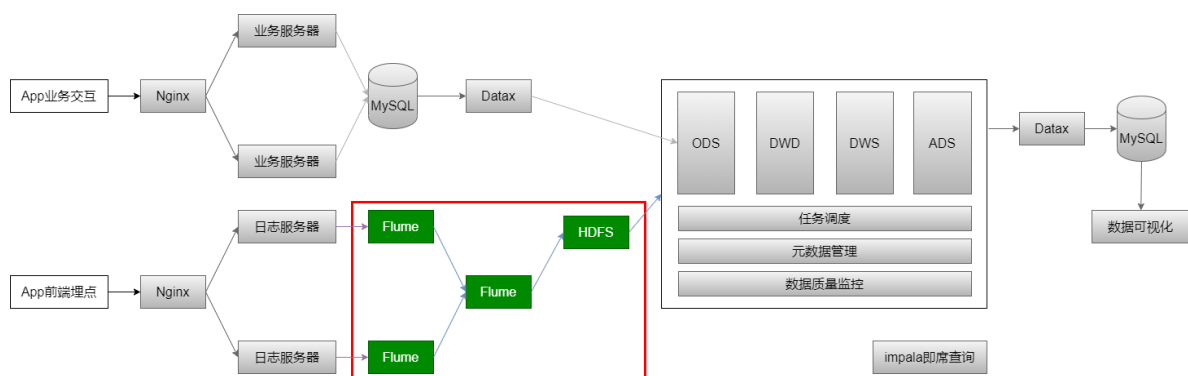 App业务交互
Nginx
业务服务器
业务服务器
MySQL
Datax
App前端埋点
Nginx
日志服务器
日志服务器
Flume
Flume
Flume
HDFS
ODS
DWD
DWS
ADS
任务调度
元数据管理
数据质量监控
Datax
MySQL
数据可视化
impala即席查询